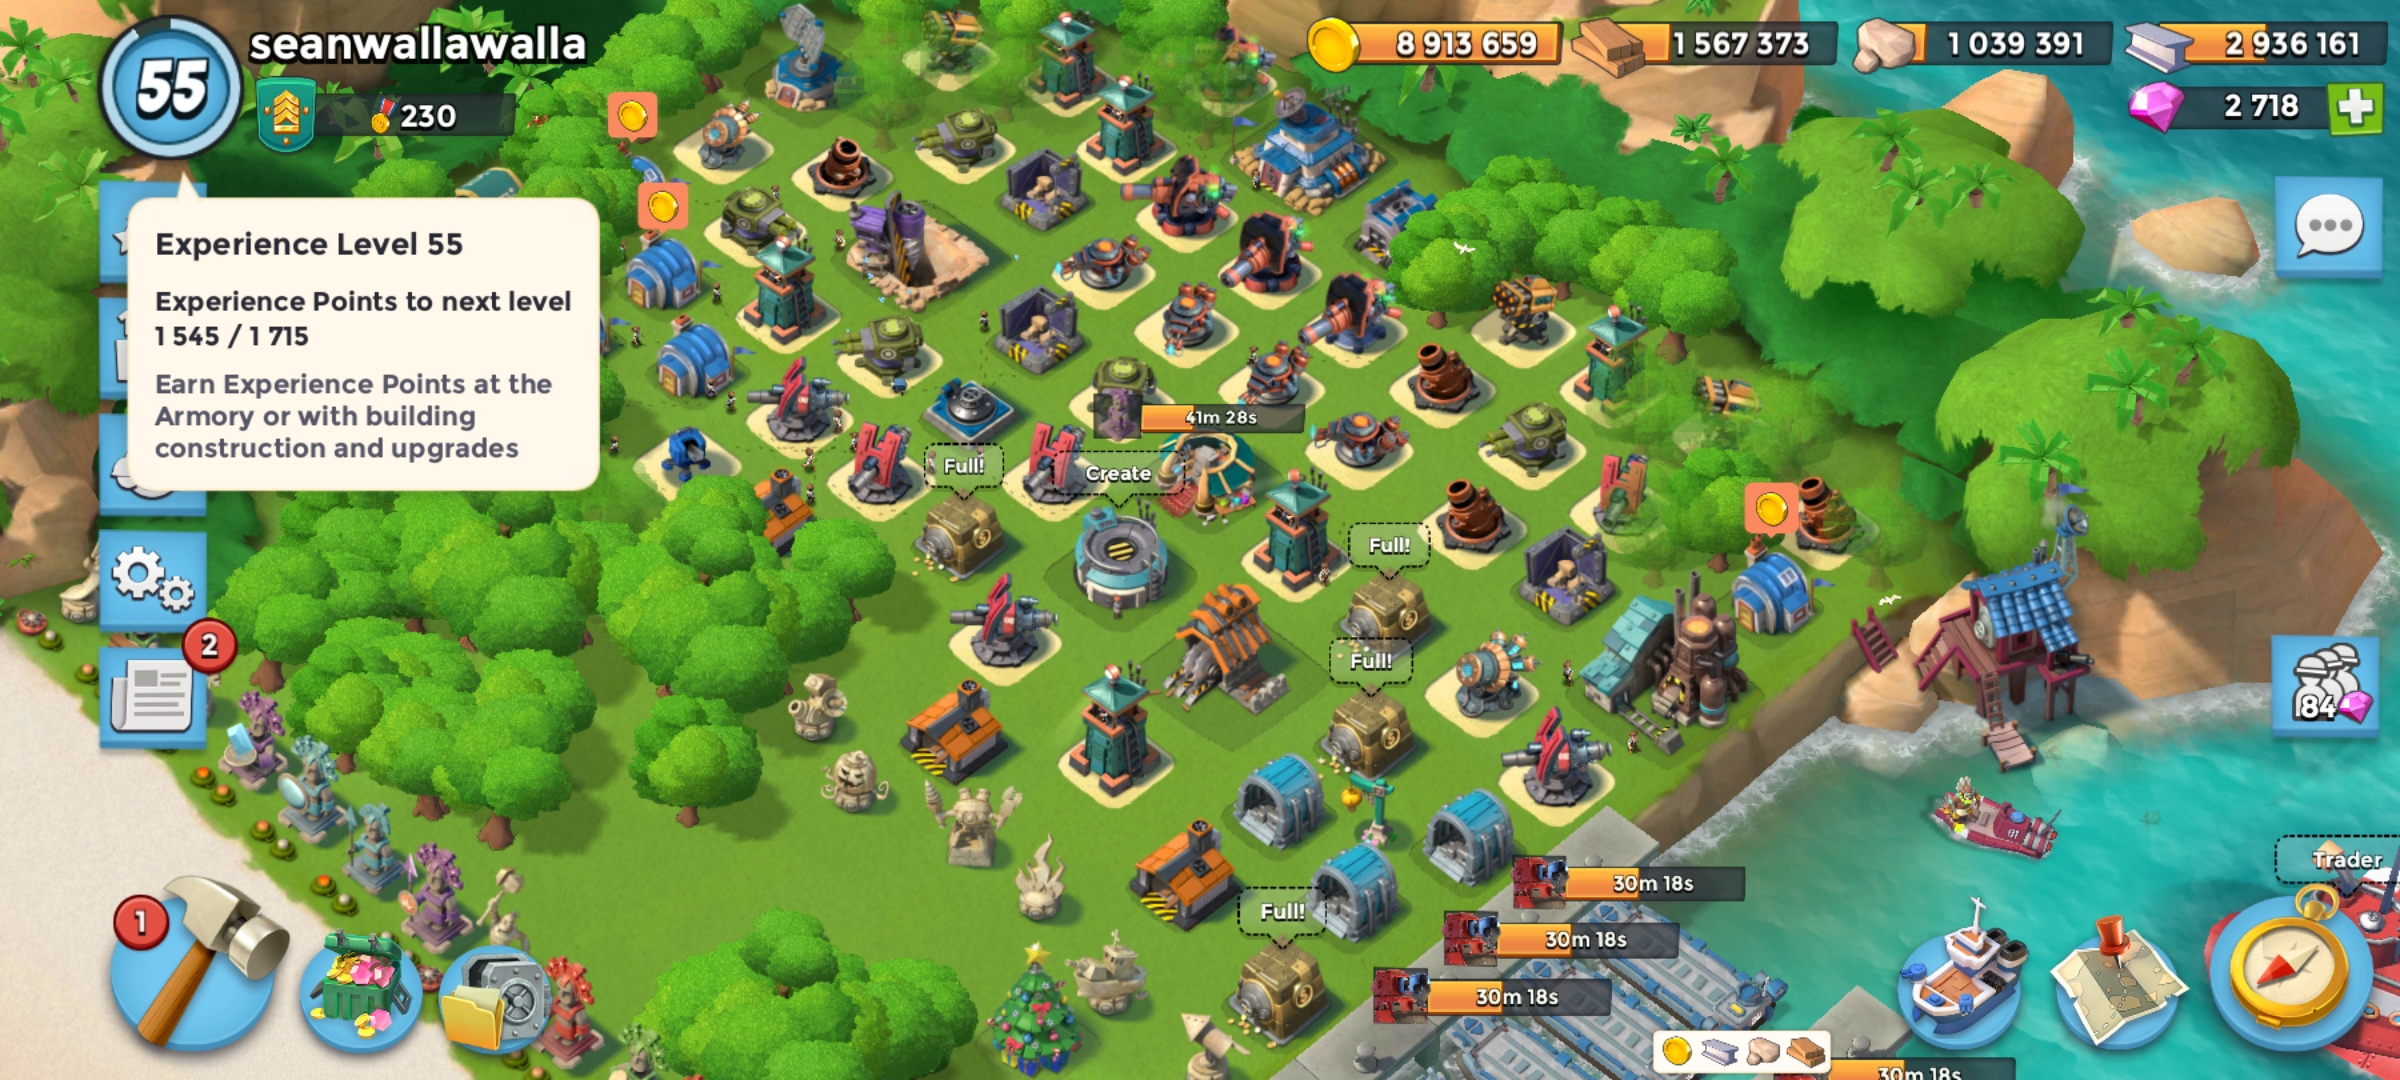 55
seanwallawalla
230
8 913 659
1 567 373
1 039 391
2 936 161
2 718
Experience Level 55
Experience Points to next level
1 545 / 1 715
Earn Experience Points at the
Armory or with building
construction and upgrades
41m 28s
Full!
Create
Full!
Full!
2
84
Trader
30m 18s
1
Full!
30m 18s
30m 18s
30m 18s